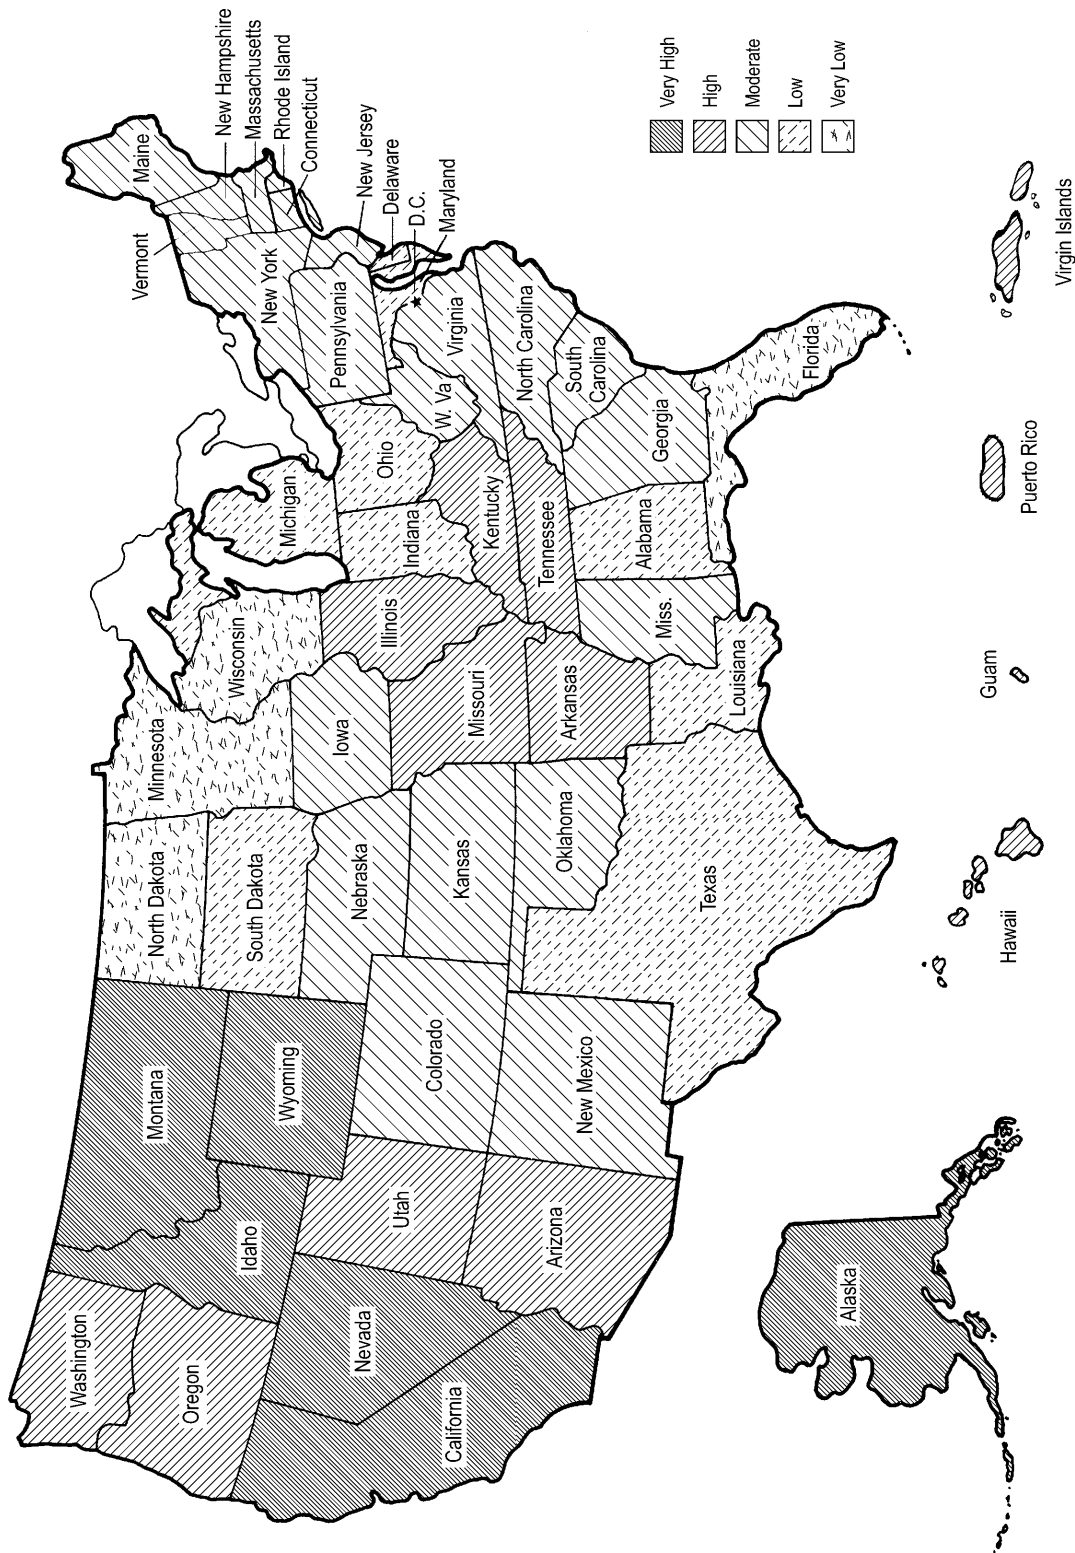 Washington
Oregon
California
Nevada
Idaho
Montana
Wyoming
Utah
Arizona
Colorado
New Mexico
North Dakota
South Dakota
Nebraska
Kansas
Oklahoma
Texas
Minnesota
Iowa
Missouri
Arkansas
Louisiana
Wisconsin
Illinois
Michigan
Indiana
Ohio
Kentucky
Tennessee
Miss.
Alabama
Georgia
Florida
South
Carolina
North Carolina
Virginia
W. Va
Pennsylvania
New York
Vermont
Maine
New Hampshire
Massachusetts
Rhode Island
Connecticut
New Jersey
Delaware
D.C.
Maryland
Alaska
Hawaii
Guam
Puerto Rico
Virgin Islands
Very High
High
Moderate
Low
Very Low